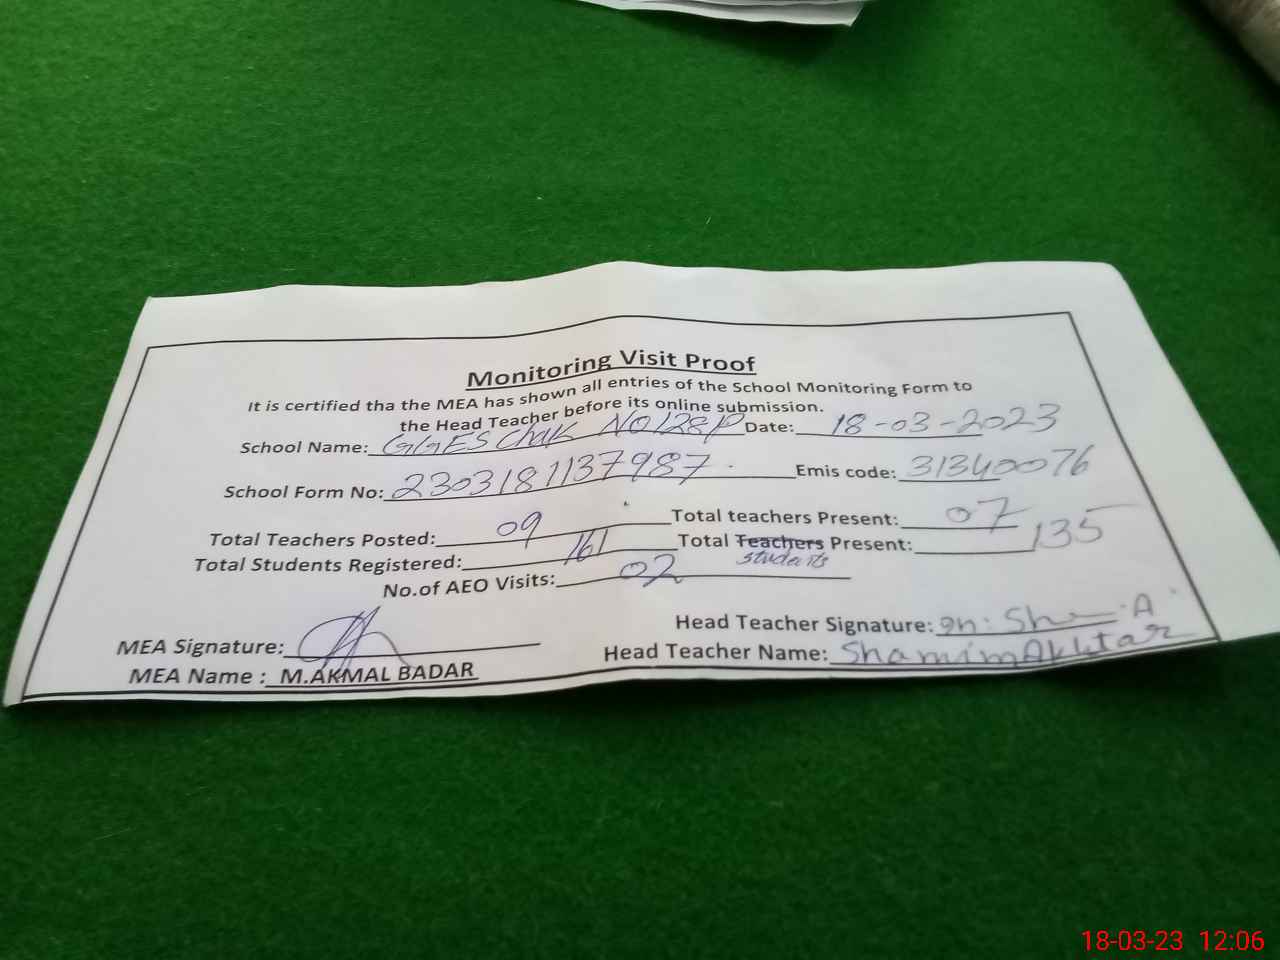 Monitoring Visit Proof
It is certified tha the MEA has shown all entries of the School Monitoring Form to
the Head Teacher before its online submission.
School Name: GGES Chak NO128P Date: 18-03-2023
School Form No: 2303181137987 Emis code: 31340076
Total Teachers Posted: 09 Total teachers Present: 07
Total Students Registered: 161 Total Teachers Present: 135
students
No.of AEO Visits: 02
MEA Signature: Head Teacher Signature:
MEA Name : M.AKMAL BADAR Head Teacher Name: Shamim Akhtar
18-03-23 12:06